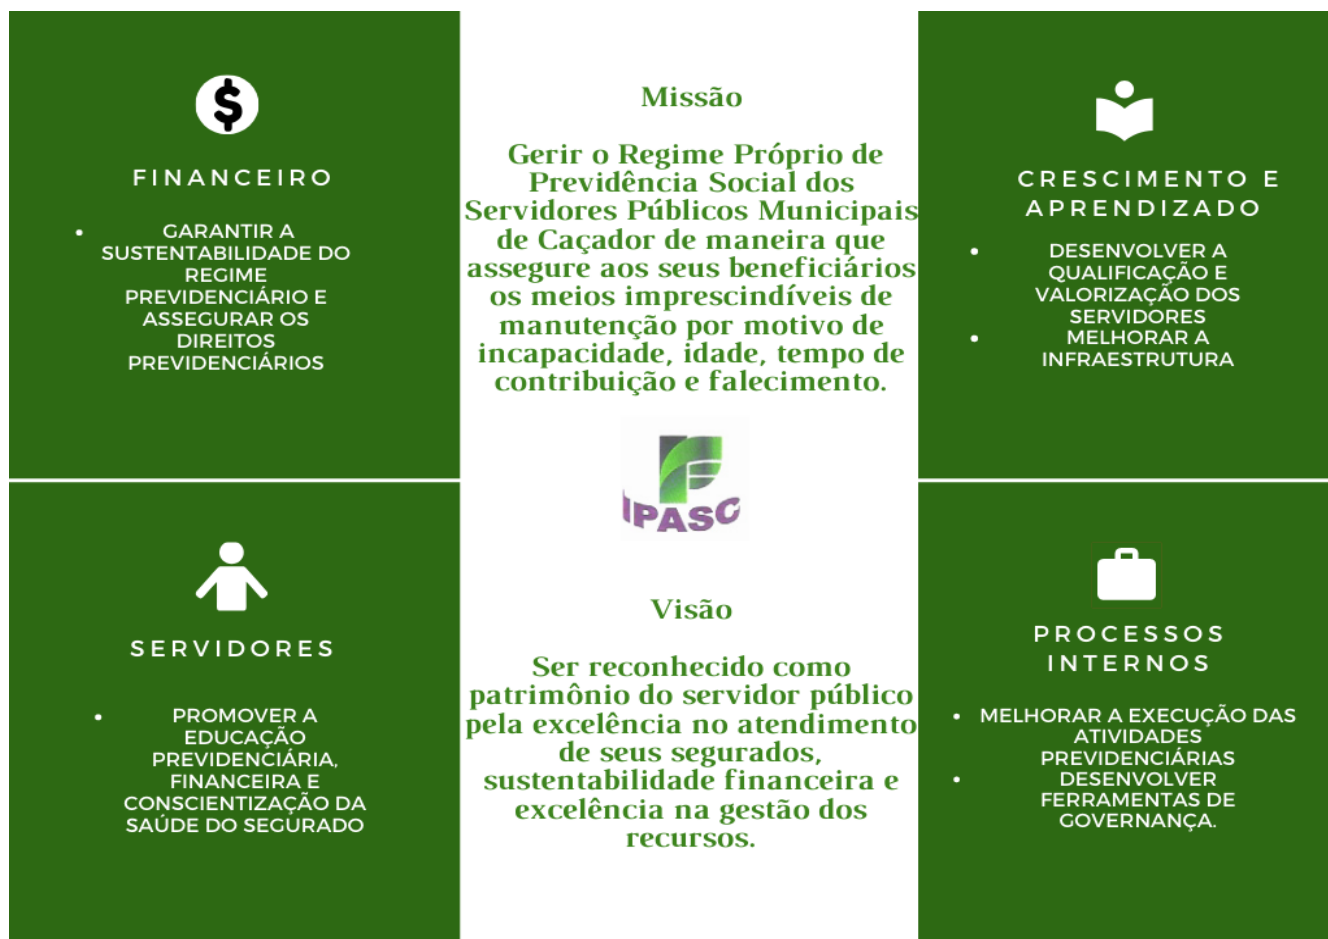 FINANCEIRO
• GARANTIR A
SUSTENTABILIDADE DO
REGIME
PREVIDENCIÁRIO E
ASSEGURAR OS
DIREITOS
PREVIDENCIÁRIOS
SERVIDORES
• PROMOVER A
EDUCAÇÃO
PREVIDENCIÁRIA,
FINANCEIRA E
CONSCIENTIZAÇÃO DA
SAÚDE DO SEGURADO
Missão
Gerir o Regime Próprio de
Previdência Social dos
Servidores Públicos Municipais
de Caçador de maneira que
assegure aos seus beneficiários
os meios imprescindíveis de
manutenção por motivo de
incapacidade, idade, tempo de
contribuição e falecimento.
IPASC
Visão
Ser reconhecido como
patrimônio do servidor público
pela excelência no atendimento
de seus segurados,
sustentabilidade financeira e
excelência na gestão dos
recursos.
CRESCIMENTO E
APRENDIZADO
• DESENVOLVER A
QUALIFICAÇÃO E
VALORIZAÇÃO DOS
SERVIDORES
• MELHORAR A
INFRAESTRUTURA
PROCESSOS
INTERNOS
• MELHORAR A EXECUÇÃO DAS
ATIVIDADES
PREVIDENCIÁRIAS
• DESENVOLVER
FERRAMENTAS DE
GOVERNANÇA.